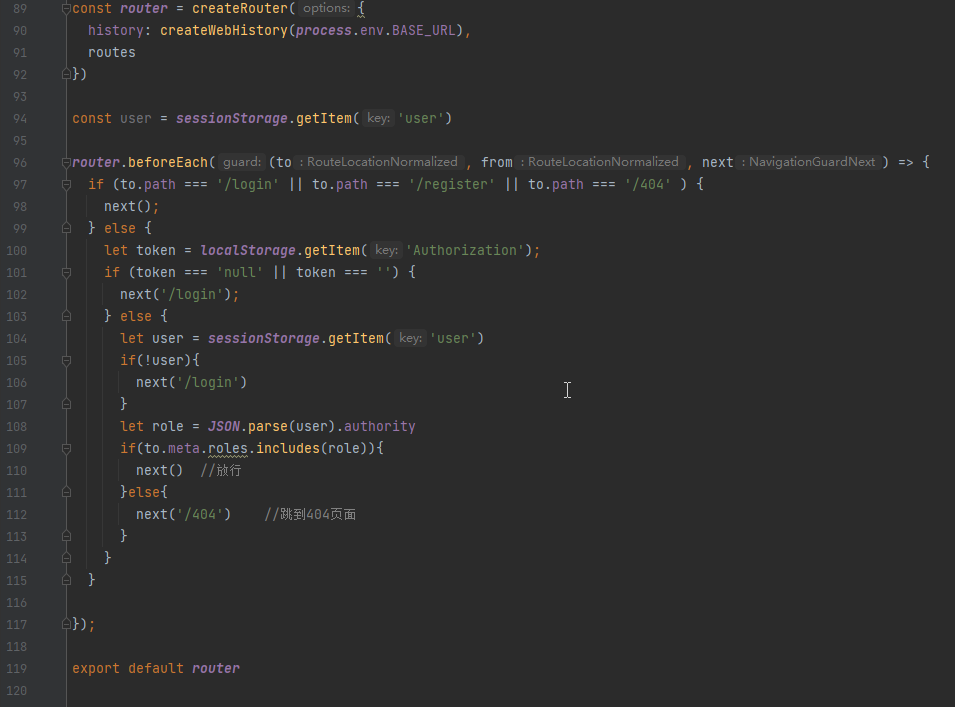 89 const router = createRouter( options: {
90 history: createWebHistory(process.env.BASE_URL),
91 routes
92 })
93
94 const user = sessionStorage.getItem( key: 'user')
95
96 router.beforeEach( guard: (to : RouteLocationNormalized , from : RouteLocationNormalized , next : NavigationGuardNext ) => {
97 if (to.path === '/login' || to.path === '/register' || to.path === '/404' ) {
98 next();
99 } else {
100 let token = localStorage.getItem( key: 'Authorization');
101 if (token === 'null' || token === '') {
102 next('/login');
103 } else {
104 let user = sessionStorage.getItem( key: 'user')
105 if(!user){
106 next('/login')
107 }
108 let role = JSON.parse(user).authority
109 if(to.meta.roles.includes(role)){
110 next() //放行
111 }else{
112 next('/404') //跳到404页面
113 }
114 }
115 }
116
117 });
118
119 export default router
120